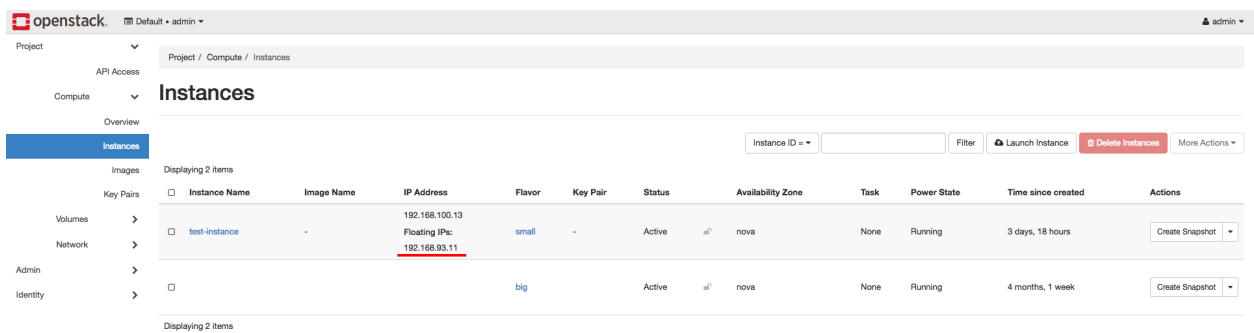 openstack. Default • admin
admin
Project
API Access
Compute
Overview
Instances
Images
Key Pairs
Volumes
Network
Admin
Identity
Project / Compute / Instances
Instances
Instance ID = Filter Launch Instance Delete Instances More Actions
Displaying 2 items
Instance Name Image Name IP Address Flavor Key Pair Status Availability Zone Task Power State Time since created Actions
192.168.100.13
test-instance - Floating IPs: small - Active nova None Running 3 days, 18 hours Create Snapshot
192.168.93.11
big Active nova None Running 4 months, 1 week Create Snapshot
Displaying 2 items